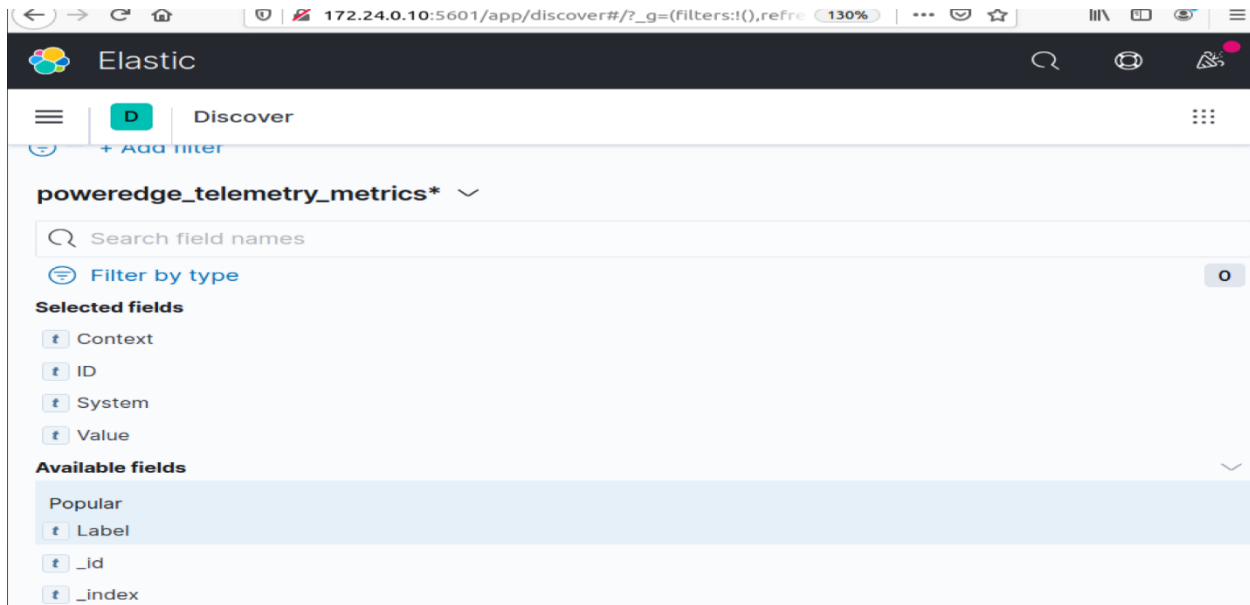 172.24.0.10:5601/app/discover#/?_g=(filters:!(),refre 130%
Elastic
D Discover
+ Add filter
poweredge_telemetry_metrics*
Search field names
Filter by type 0
Selected fields
t Context
t ID
t System
t Value
Available fields
Popular
t Label
t _id
t _index